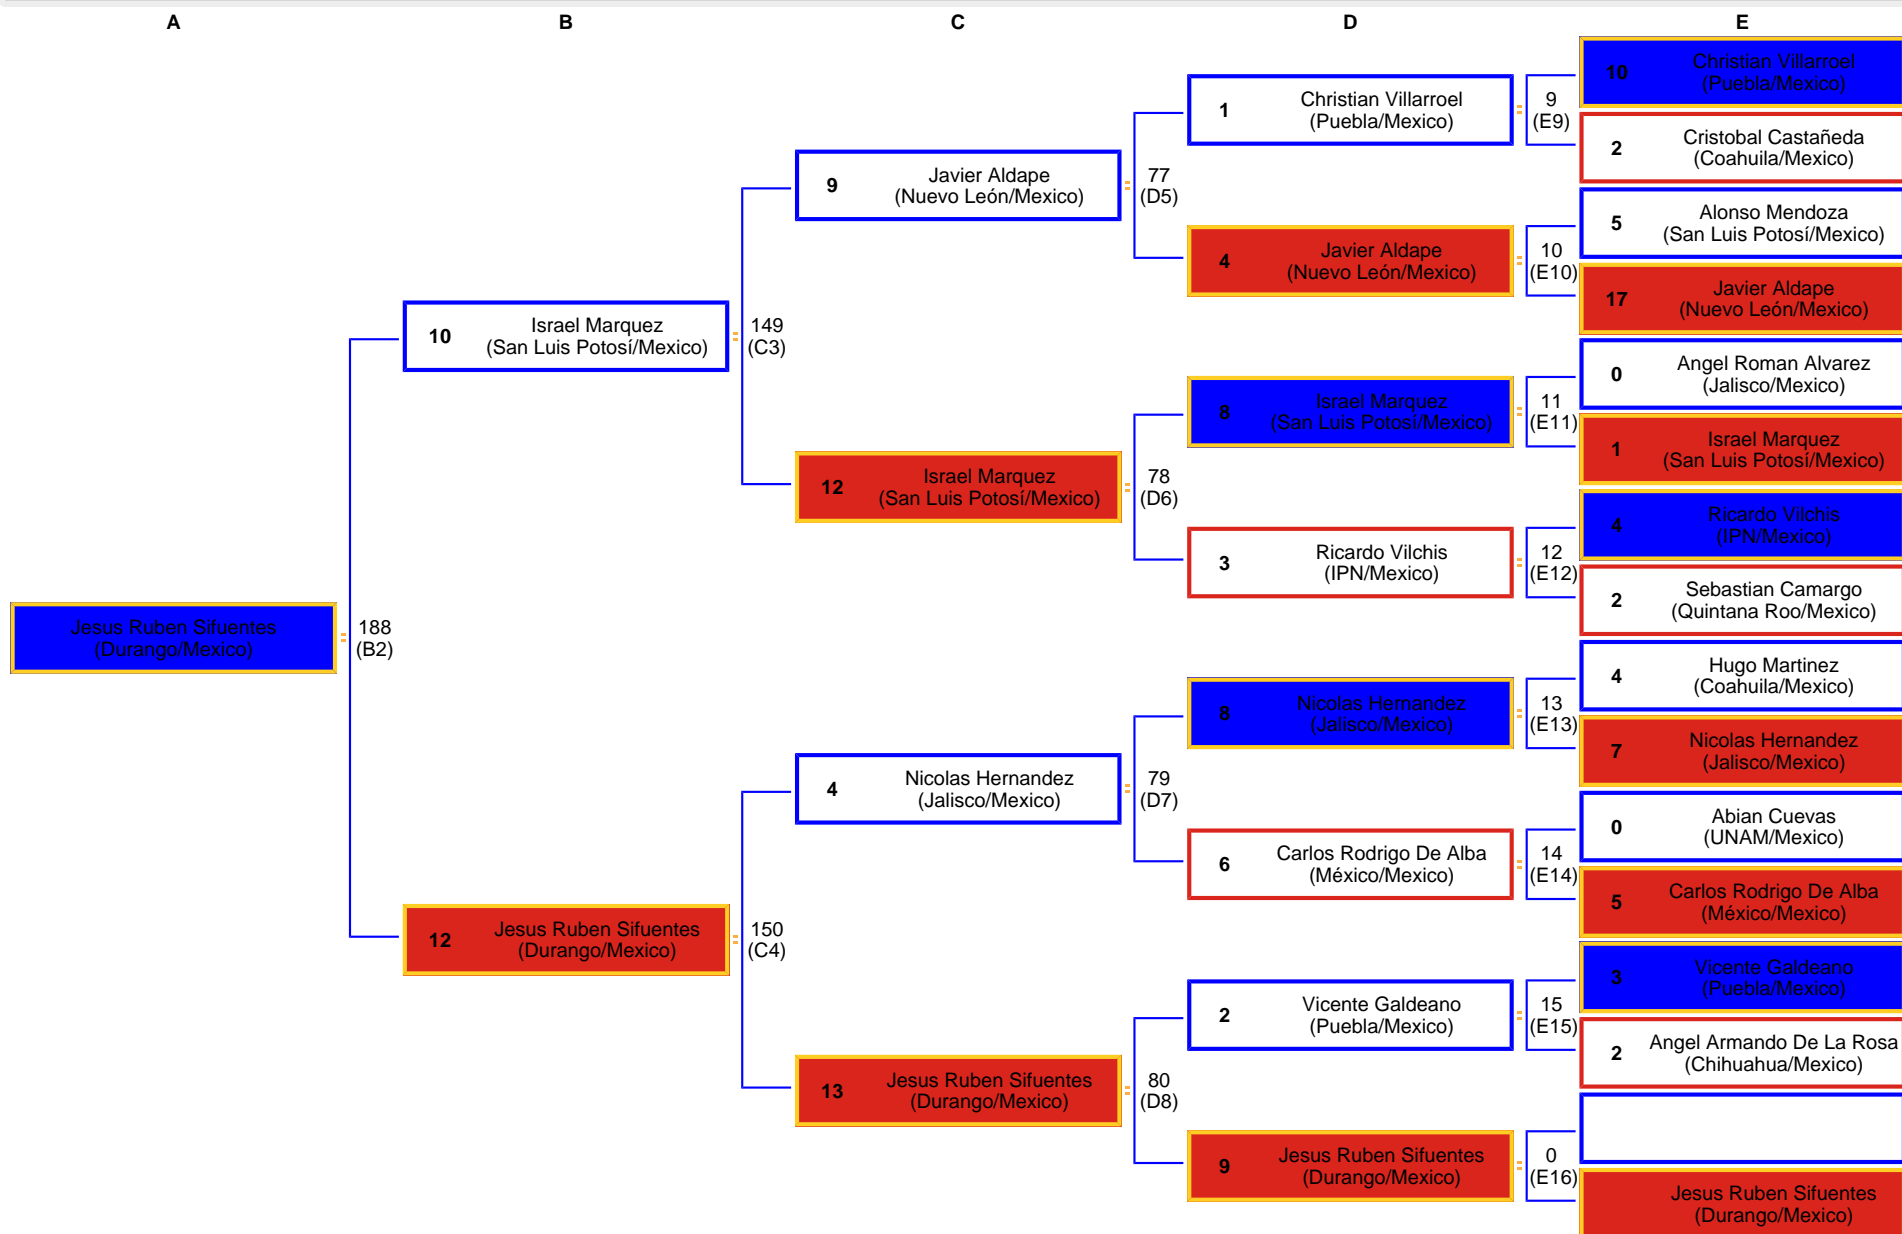 A
B
C
D
E
Jesus Ruben Sifuentes
(Durango/Mexico)
188
(B2)
10
Israel Marquez
(San Luis Potosí/Mexico)
149
(C3)
12
Jesus Ruben Sifuentes
(Durango/Mexico)
150
(C4)
9
Javier Aldape
(Nuevo León/Mexico)
77
(D5)
12
Israel Marquez
(San Luis Potosí/Mexico)
78
(D6)
4
Nicolas Hernandez
(Jalisco/Mexico)
79
(D7)
13
Jesus Ruben Sifuentes
(Durango/Mexico)
80
(D8)
1
Christian Villarroel
(Puebla/Mexico)
9
(E9)
4
Javier Aldape
(Nuevo León/Mexico)
10
(E10)
8
Israel Marquez
(San Luis Potosí/Mexico)
11
(E11)
3
Ricardo Vilchis
(IPN/Mexico)
12
(E12)
8
Nicolas Hernandez
(Jalisco/Mexico)
13
(E13)
6
Carlos Rodrigo De Alba
(México/Mexico)
14
(E14)
2
Vicente Galdeano
(Puebla/Mexico)
15
(E15)
9
Jesus Ruben Sifuentes
(Durango/Mexico)
0
(E16)
10
Christian Villarroel
(Puebla/Mexico)
2
Cristobal Castañeda
(Coahuila/Mexico)
5
Alonso Mendoza
(San Luis Potosí/Mexico)
17
Javier Aldape
(Nuevo León/Mexico)
0
Angel Roman Alvarez
(Jalisco/Mexico)
1
Israel Marquez
(San Luis Potosí/Mexico)
4
Ricardo Vilchis
(IPN/Mexico)
2
Sebastian Camargo
(Quintana Roo/Mexico)
4
Hugo Martinez
(Coahuila/Mexico)
7
Nicolas Hernandez
(Jalisco/Mexico)
0
Abian Cuevas
(UNAM/Mexico)
5
Carlos Rodrigo De Alba
(México/Mexico)
3
Vicente Galdeano
(Puebla/Mexico)
2
Angel Armando De La Rosa
(Chihuahua/Mexico)
Jesus Ruben Sifuentes
(Durango/Mexico)